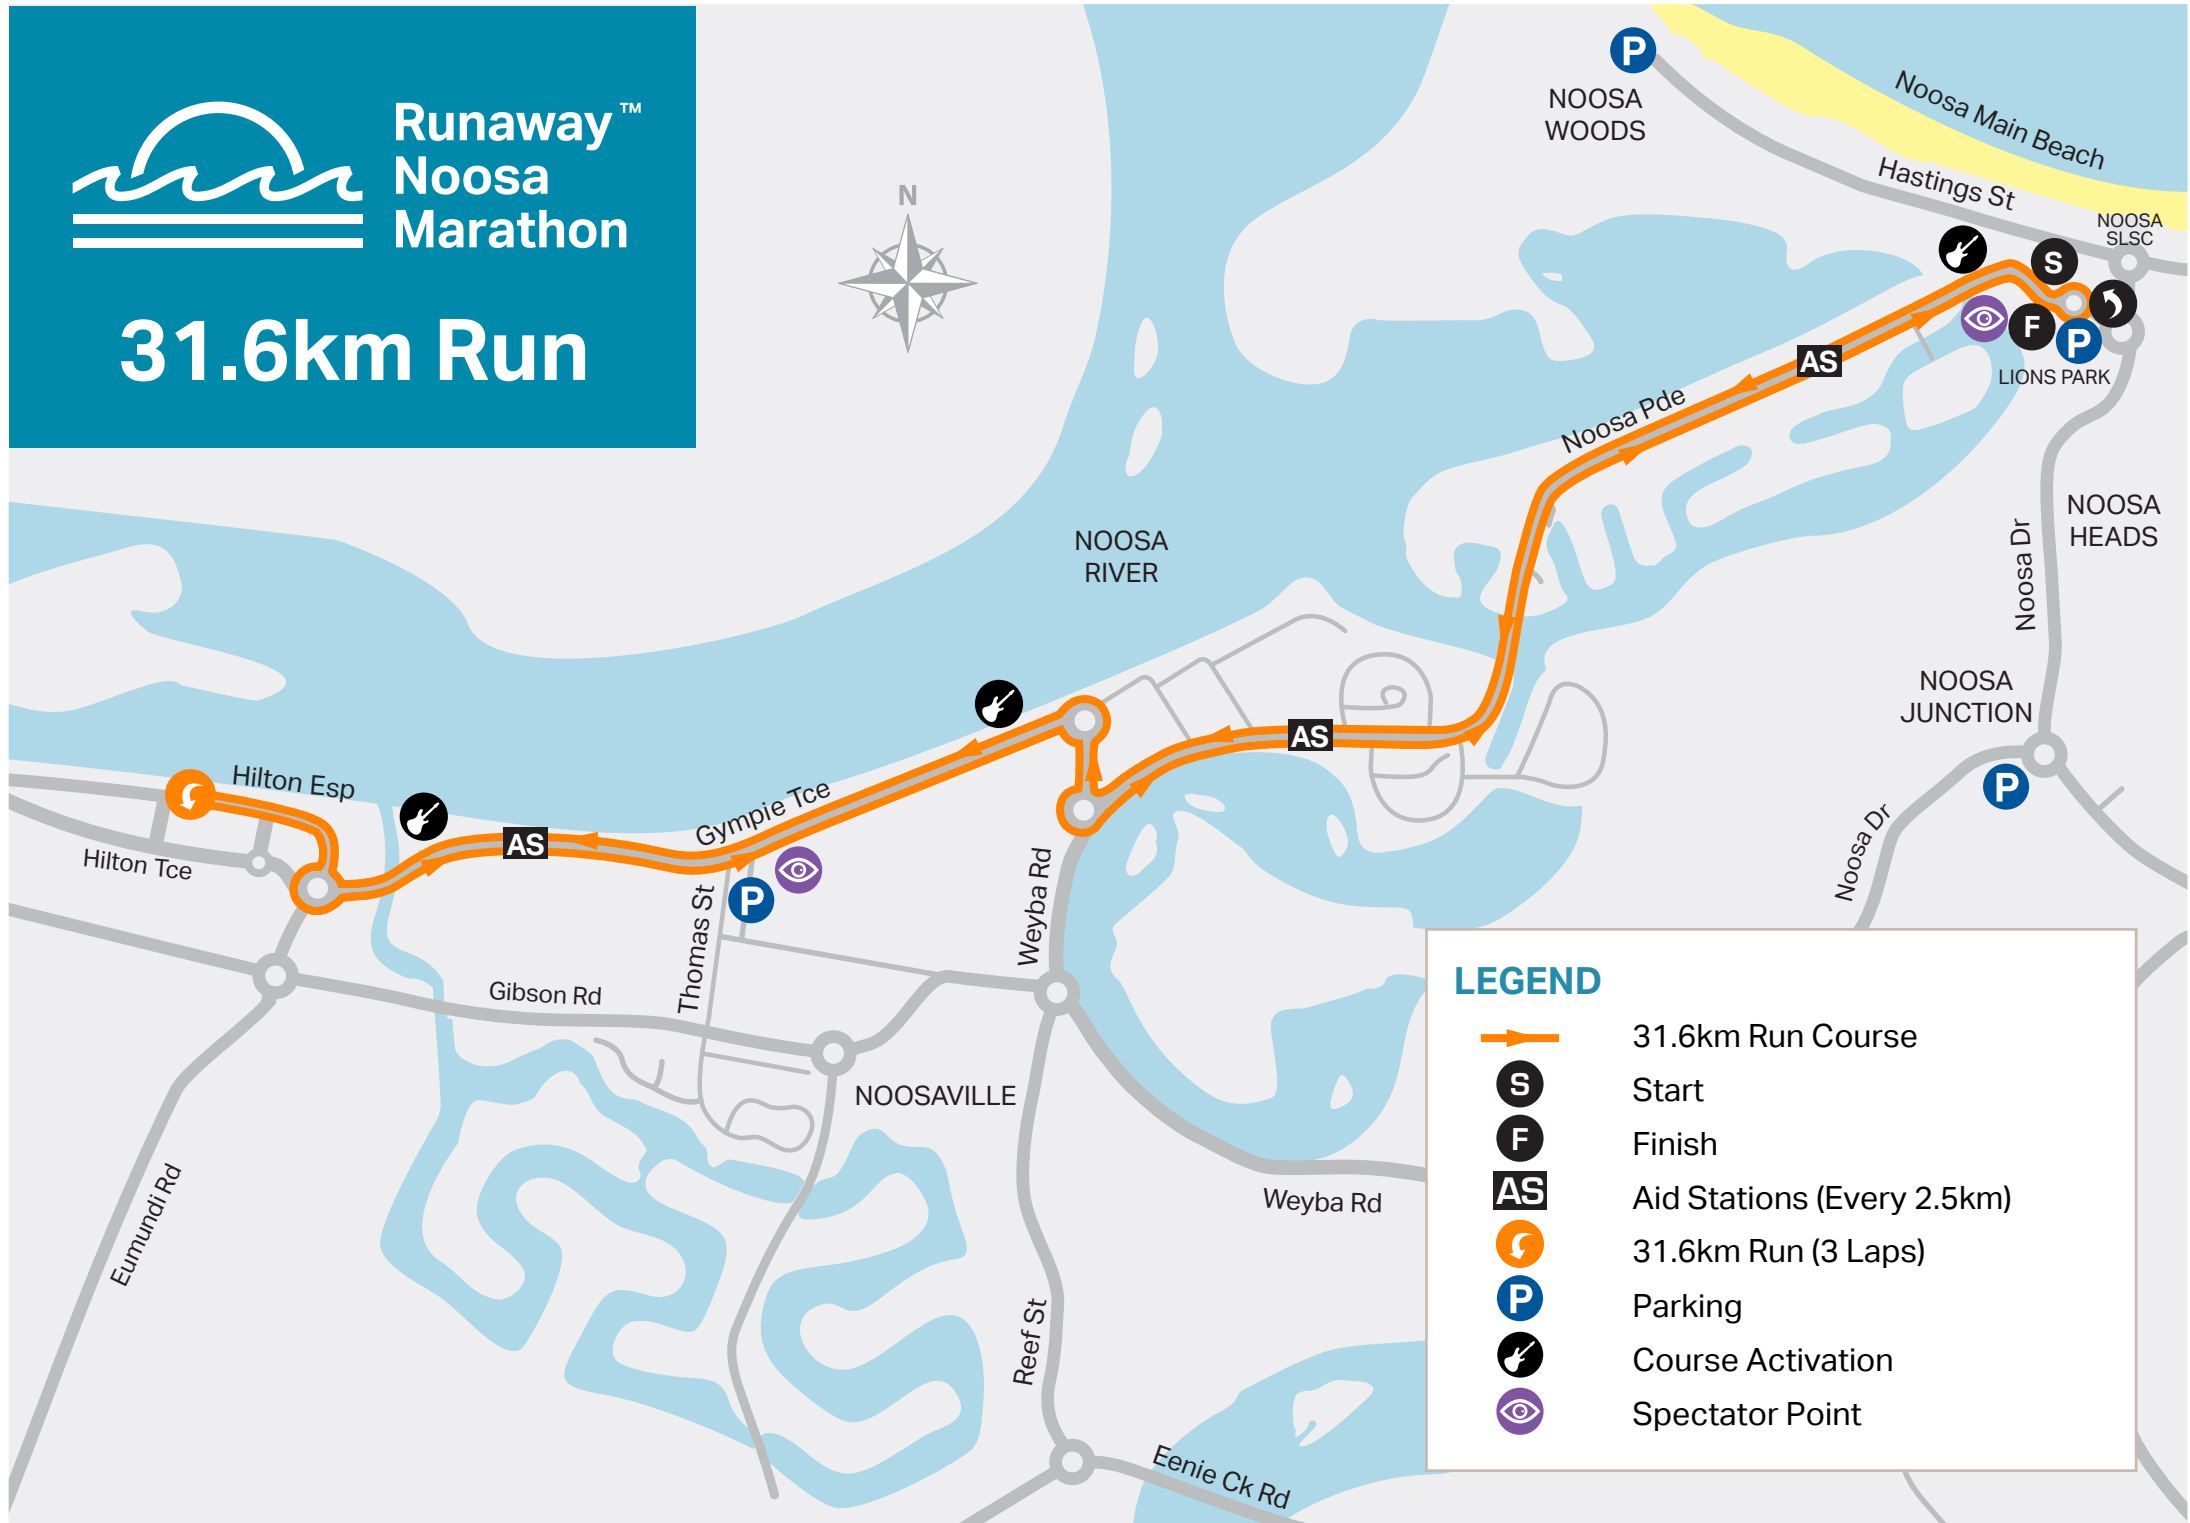 Runaway™
Noosa
Marathon
31.6km Run
N
P
NOOSA
WOODS
Noosa Main Beach
Hastings St
NOOSA
SLSC
S
F
P
LIONS PARK
AS
Noosa Pde
NOOSA
HEADS
Noosa Dr
NOOSA
RIVER
NOOSA
JUNCTION
P
Noosa Dr
AS
Hilton Esp
Gympie Tce
AS
Hilton Tce
P
Thomas St
Weyba Rd
Gibson Rd
NOOSAVILLE
Eumundi Rd
Weyba Rd
Reef St
Eenie Ck Rd
LEGEND
31.6km Run Course
S Start
F Finish
AS Aid Stations (Every 2.5km)
31.6km Run (3 Laps)
P Parking
Course Activation
Spectator Point